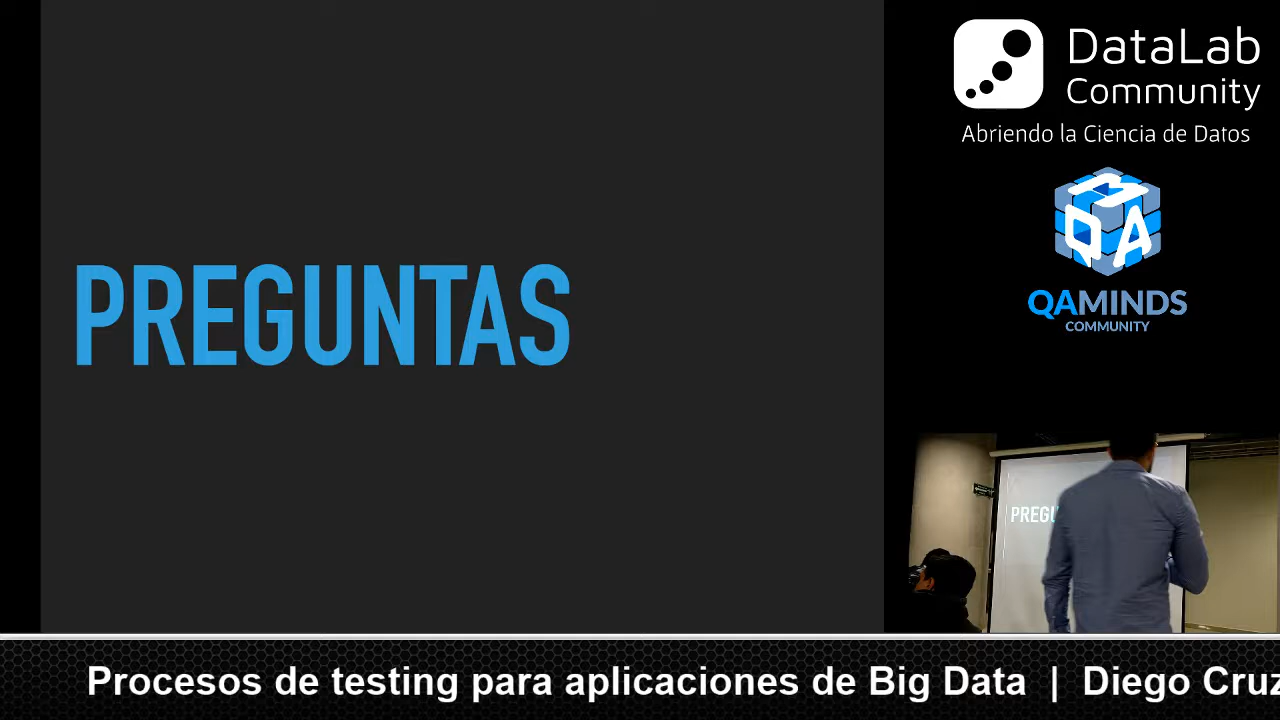 PREGUNTAS
DataLab
Community
Abriendo la Ciencia de Datos
QA
QAMINDS
COMMUNITY
PREGU
Procesos de testing para aplicaciones de Big Data | Diego Cruz